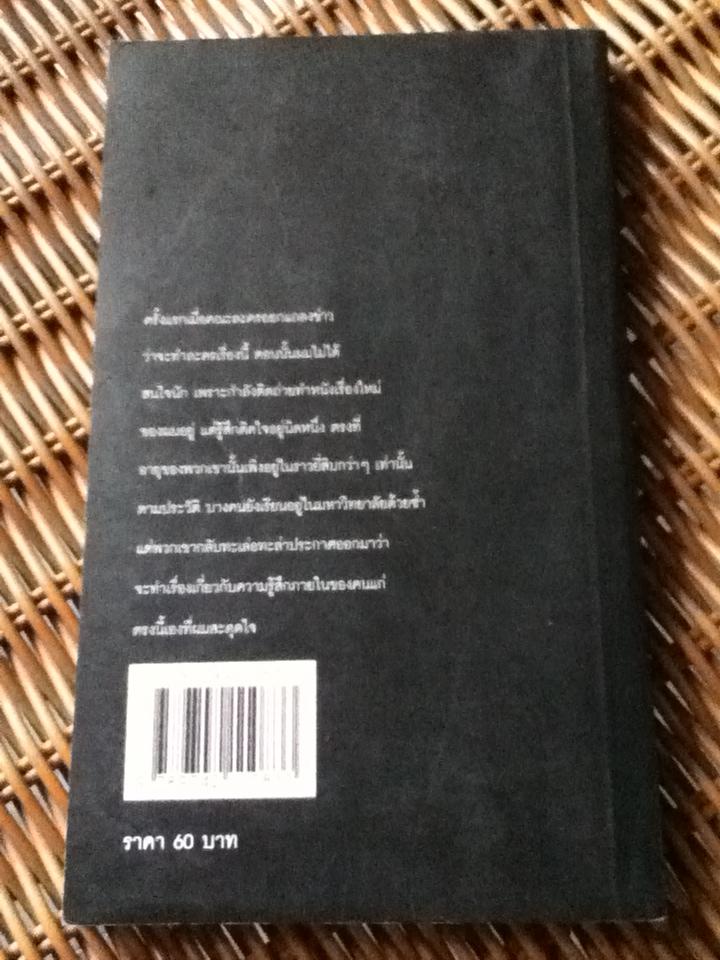 ครั้งแรกเมื่อคณะละครออกแถลงข่าว
ว่าจะทำละครเรื่องนี้ ตอนนั้นผมไม่ได้
สนใจนัก เพราะกำลังติดถ่ายทำหนังเรื่องใหม่
ของผมอยู่ แต่รู้สึกติดใจอยู่นิดหนึ่ง ตรงที่
อายุของพวกเขานั้นเพิ่งอยู่ในราวยี่สิบกว่าๆ เท่านั้น
ตามประวัติ บางคนยังเรียนอยู่ในมหาวิทยาลัยด้วยซ้ำ
แต่พวกเขากลับทะเล่อทะล่าประกาศออกมาว่า
จะทำเรื่องเกี่ยวกับความรู้สึกภายในของคนแก่
ตรงนี้เองที่ผมสะดุดใจ
ราคา 60 บาท